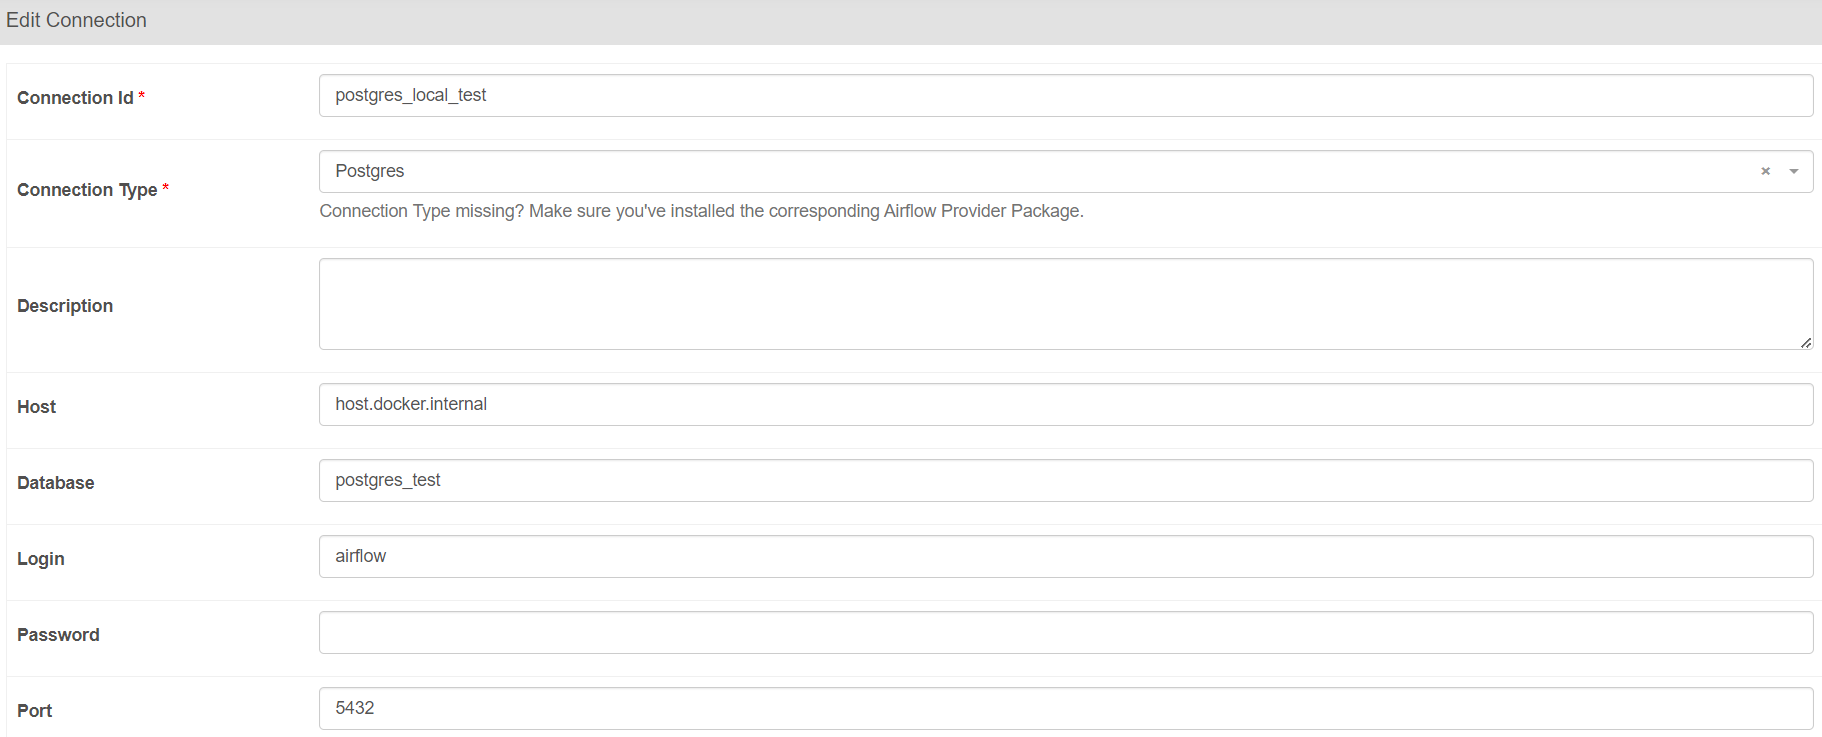 Edit Connection
Connection Id *
postgres_local_test
Connection Type *
Postgres
× 
Connection Type missing? Make sure you've installed the corresponding Airflow Provider Package.
Description
Host
host.docker.internal
Database
postgres_test
Login
airflow
Password
Port
5432